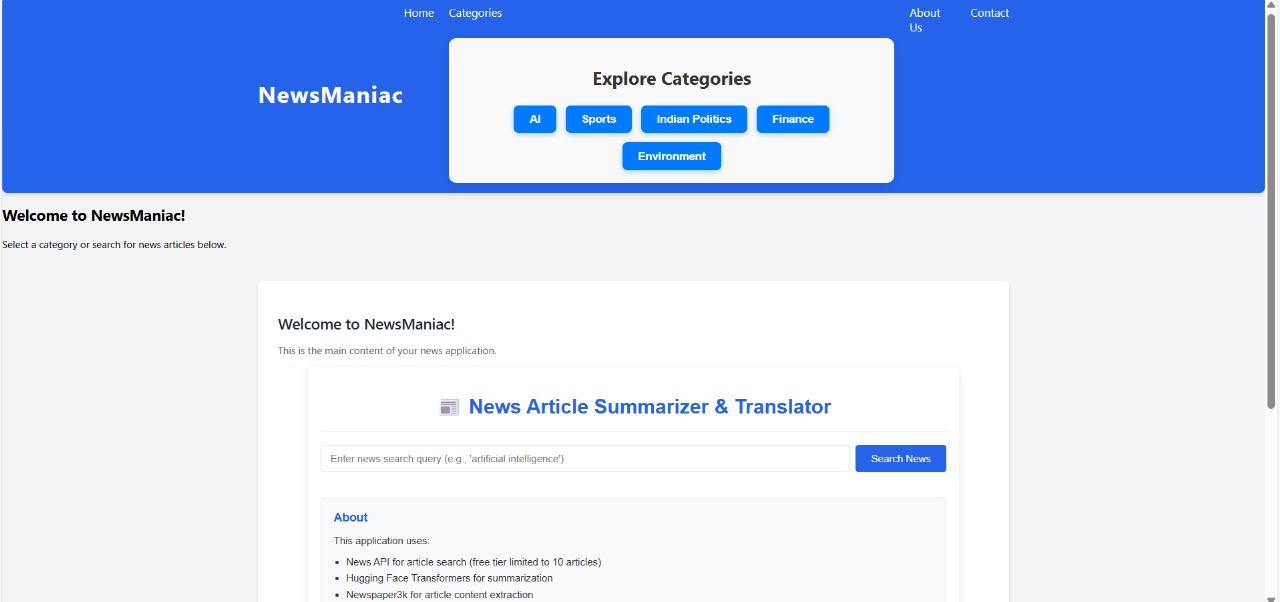 Home Categories
About Us
Contact
NewsManiac
Explore Categories
AI Sports Indian Politics Finance
Environment
Welcome to NewsManiac!
Select a category or search for news articles below.
Welcome to NewsManiac!
This is the main content of your news application.
News Article Summarizer & Translator
Enter news search query (e.g., 'artificial intelligence') Search News
About
This application uses:
• News API for article search (free tier limited to 10 articles)
• Hugging Face Transformers for summarization
• Newspaper3k for article content extraction